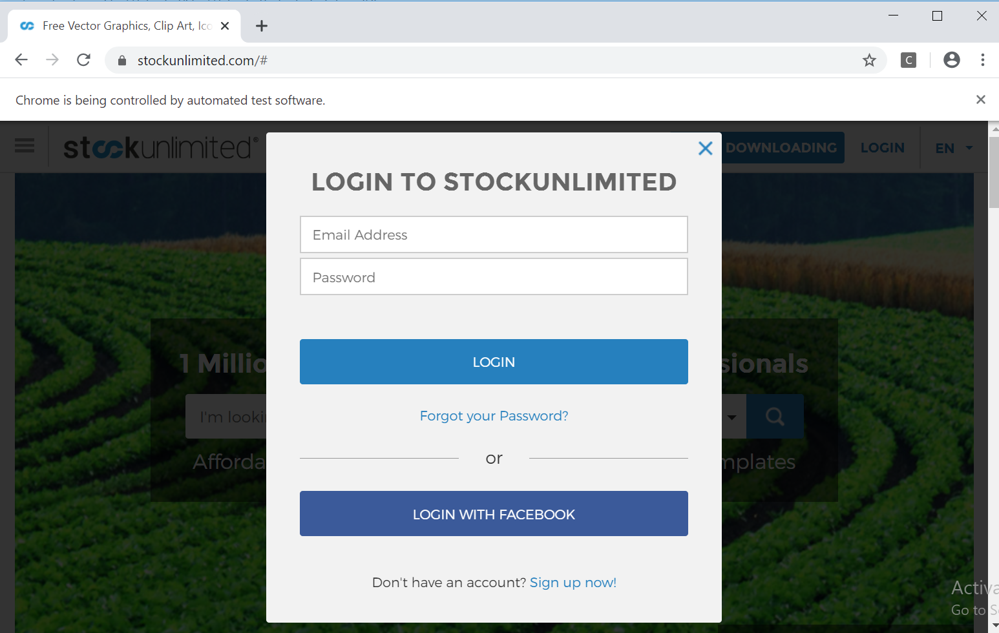 Free Vector Graphics, Clip Art, Ico
stockunlimited.com/#
C
Chrome is being controlled by automated test software.
stockunlimited®
DOWNLOADING
LOGIN
EN
LOGIN TO STOCKUNLIMITED
Email Address
Password
LOGIN
Forgot your Password?
or
LOGIN WITH FACEBOOK
Don't have an account? Sign up now!
1 Millio
sionals
I'm looki
Afforda
mplates
Activa
Go to S